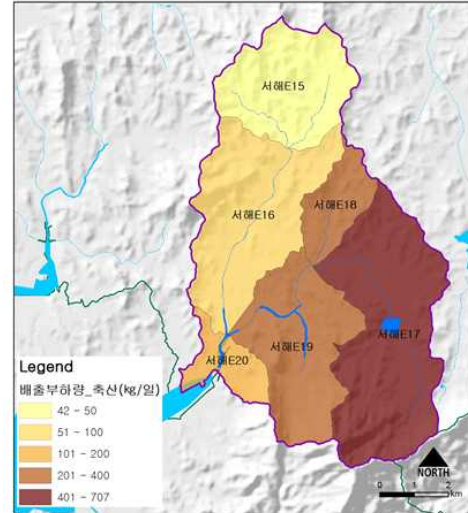 서해E15
서해E18
서해E16
서해E17
서해E19
서해E20
Legend
배출부하량_축산(kg/일)
42 - 50
51 - 100
101 - 200
201 - 400
401 - 707
NORTH
0 1 2
km